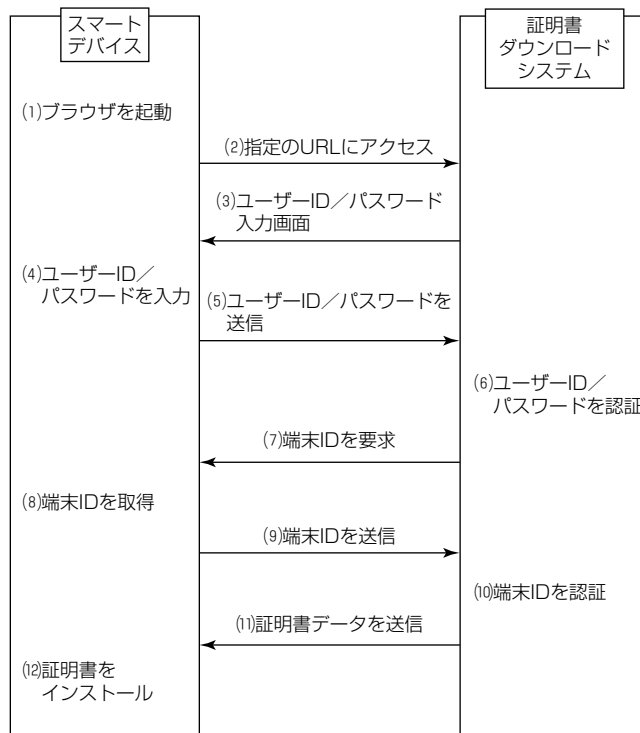 スマート
デバイス
証明書
ダウンロード
システム
(1)ブラウザを起動
(2)指定のURLにアクセス
(3)ユーザーID／パスワード
入力画面
(4)ユーザーID／
パスワードを入力
(5)ユーザーID／パスワードを
送信
(6)ユーザーID／
パスワードを認証
(7)端末IDを要求
(8)端末IDを取得
(9)端末IDを送信
(10)端末IDを認証
(11)証明書データを送信
(12)証明書を
インストール